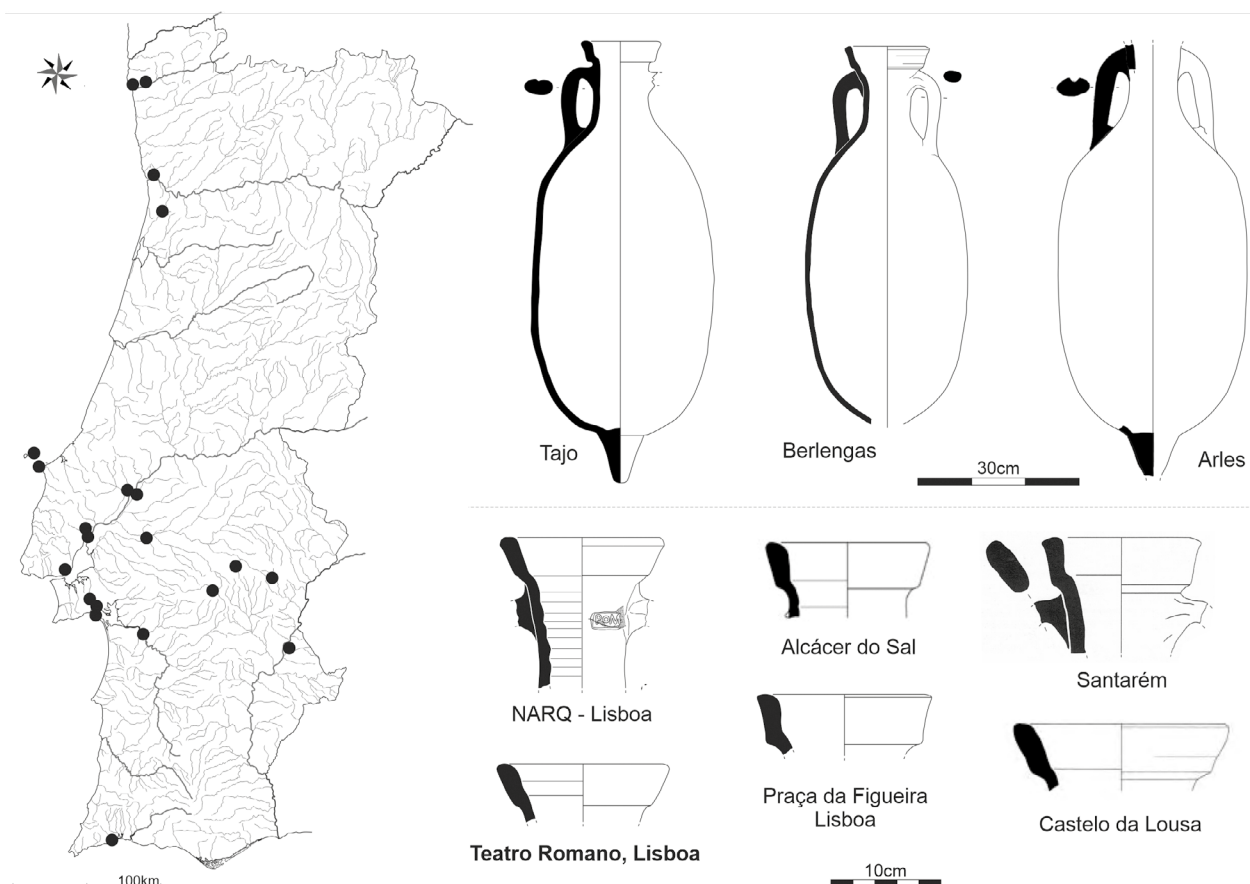 Tajo
Berlengas
Arles
30cm
NARQ - Lisboa
Alcácer do Sal
Santarém
Teatro Romano, Lisboa
Praça da Figueira
Lisboa
Castelo da Lousa
10cm
100km.